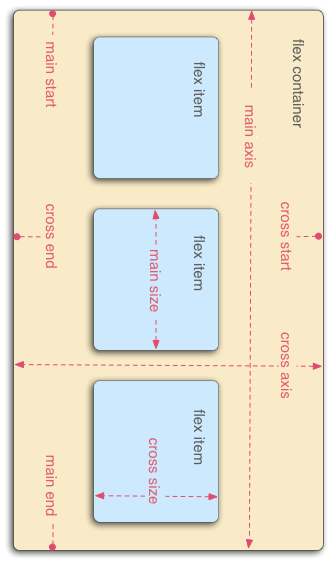 flex container
main axis
cross start
cross axis
flex item
flex item
main size
flex item
cross size
main start
cross end
main end